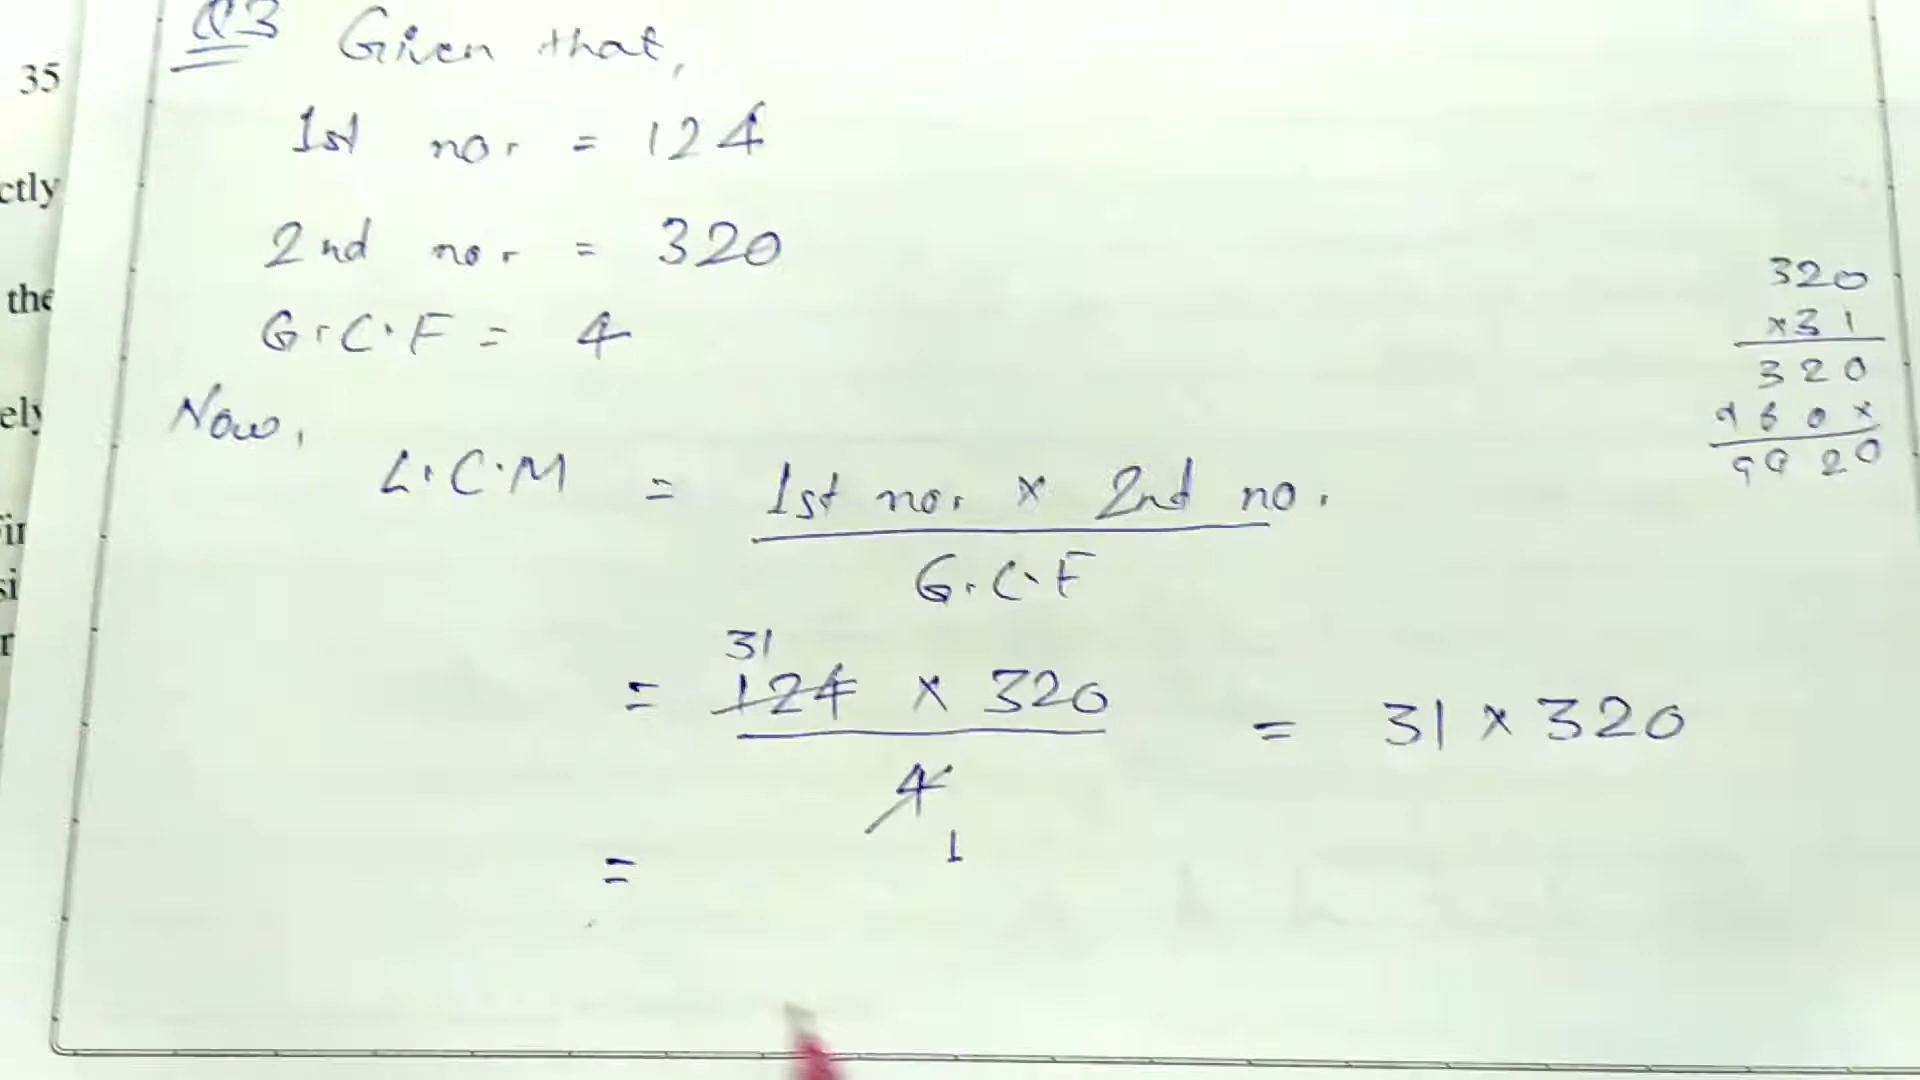 35
ctly
the
ely
r
Q3 Given that,
1st no. = 124
2nd no. = 320
G.C.F = 4
Now,
L.C.M = 1st no. × 2nd no.
G.C.F
31
= 124 × 320 = 31 × 320
4
1
=
320
×31
320
960×
9920